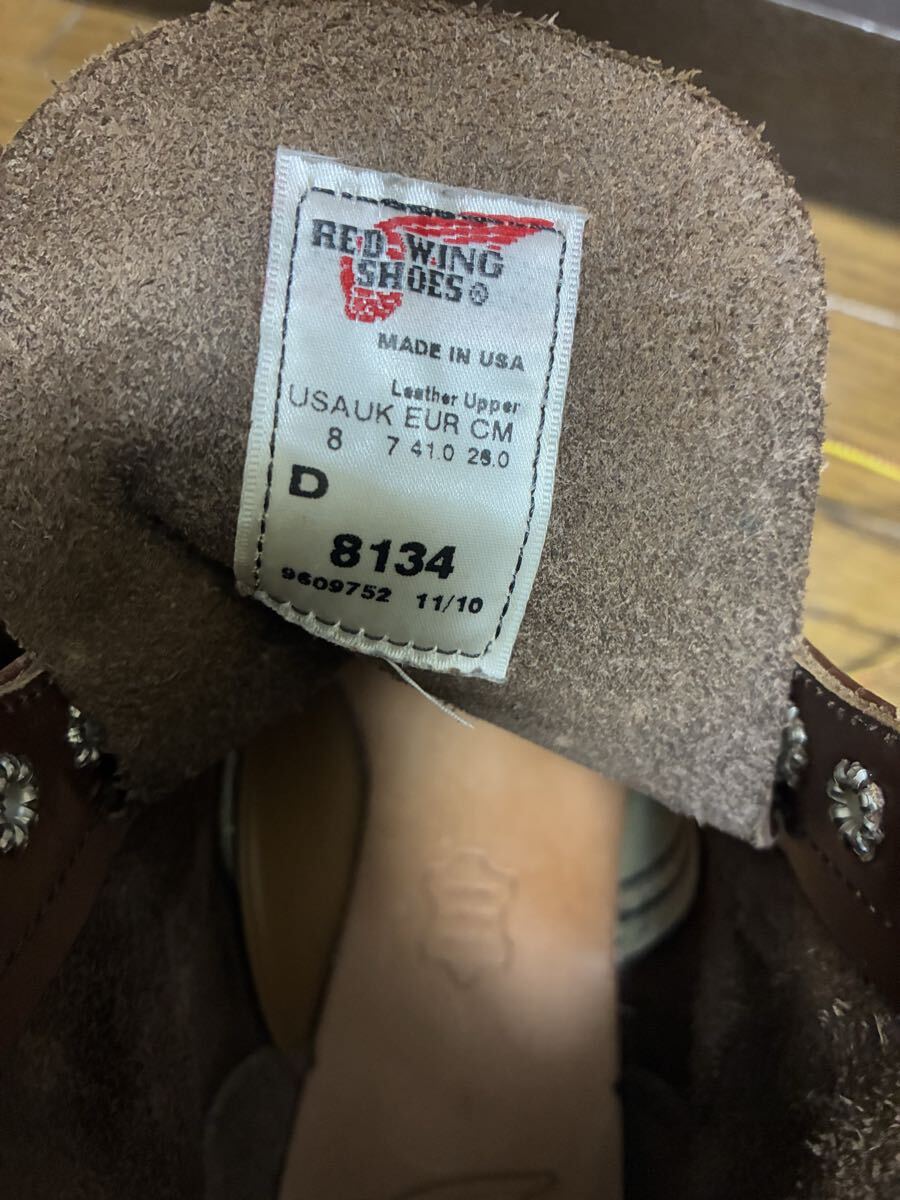 RED WING
SHOES®
MADE IN USA
Leather Upper
USA UK EUR CM
8 7 41.0 26.0
D
8134
9609752 11/10